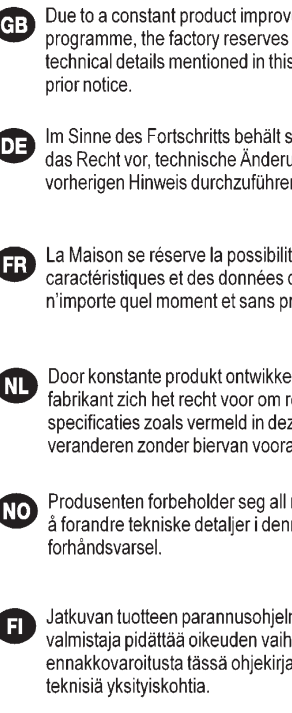 GB Due to a constant product improv
programme, the factory reserves
technical details mentioned in this
prior notice.
DE Im Sinne des Fortschritts behält s
das Recht vor, technische Änderu
vorherigen Hinweis durchzuführen
FR La Maison se réserve la possibilit
caractéristiques et des données d
n'importe quel moment et sans pr
NL Door konstante produkt ontwikke
fabrikant zich het recht voor om re
specificaties zoals vermeld in dez
veranderen zonder biervan voora
NO Produsenten forbeholder seg all r
å forandre tekniske detaljer i denn
forhåndsvarsel.
FI Jatkuvan tuotteen parannusohjelm
valmistaja pidättää oikeuden vaih
ennakkovaroitusta tässä ohjekirja
teknisiä yksityiskohtia.